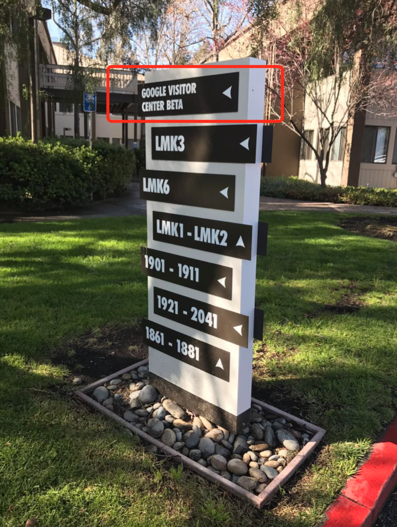 GOOGLE VISITOR
CENTER BETA
LMK3
LMK6
LMK1 - LMK2
1901 - 1911
1921 - 2041
1861 - 1881